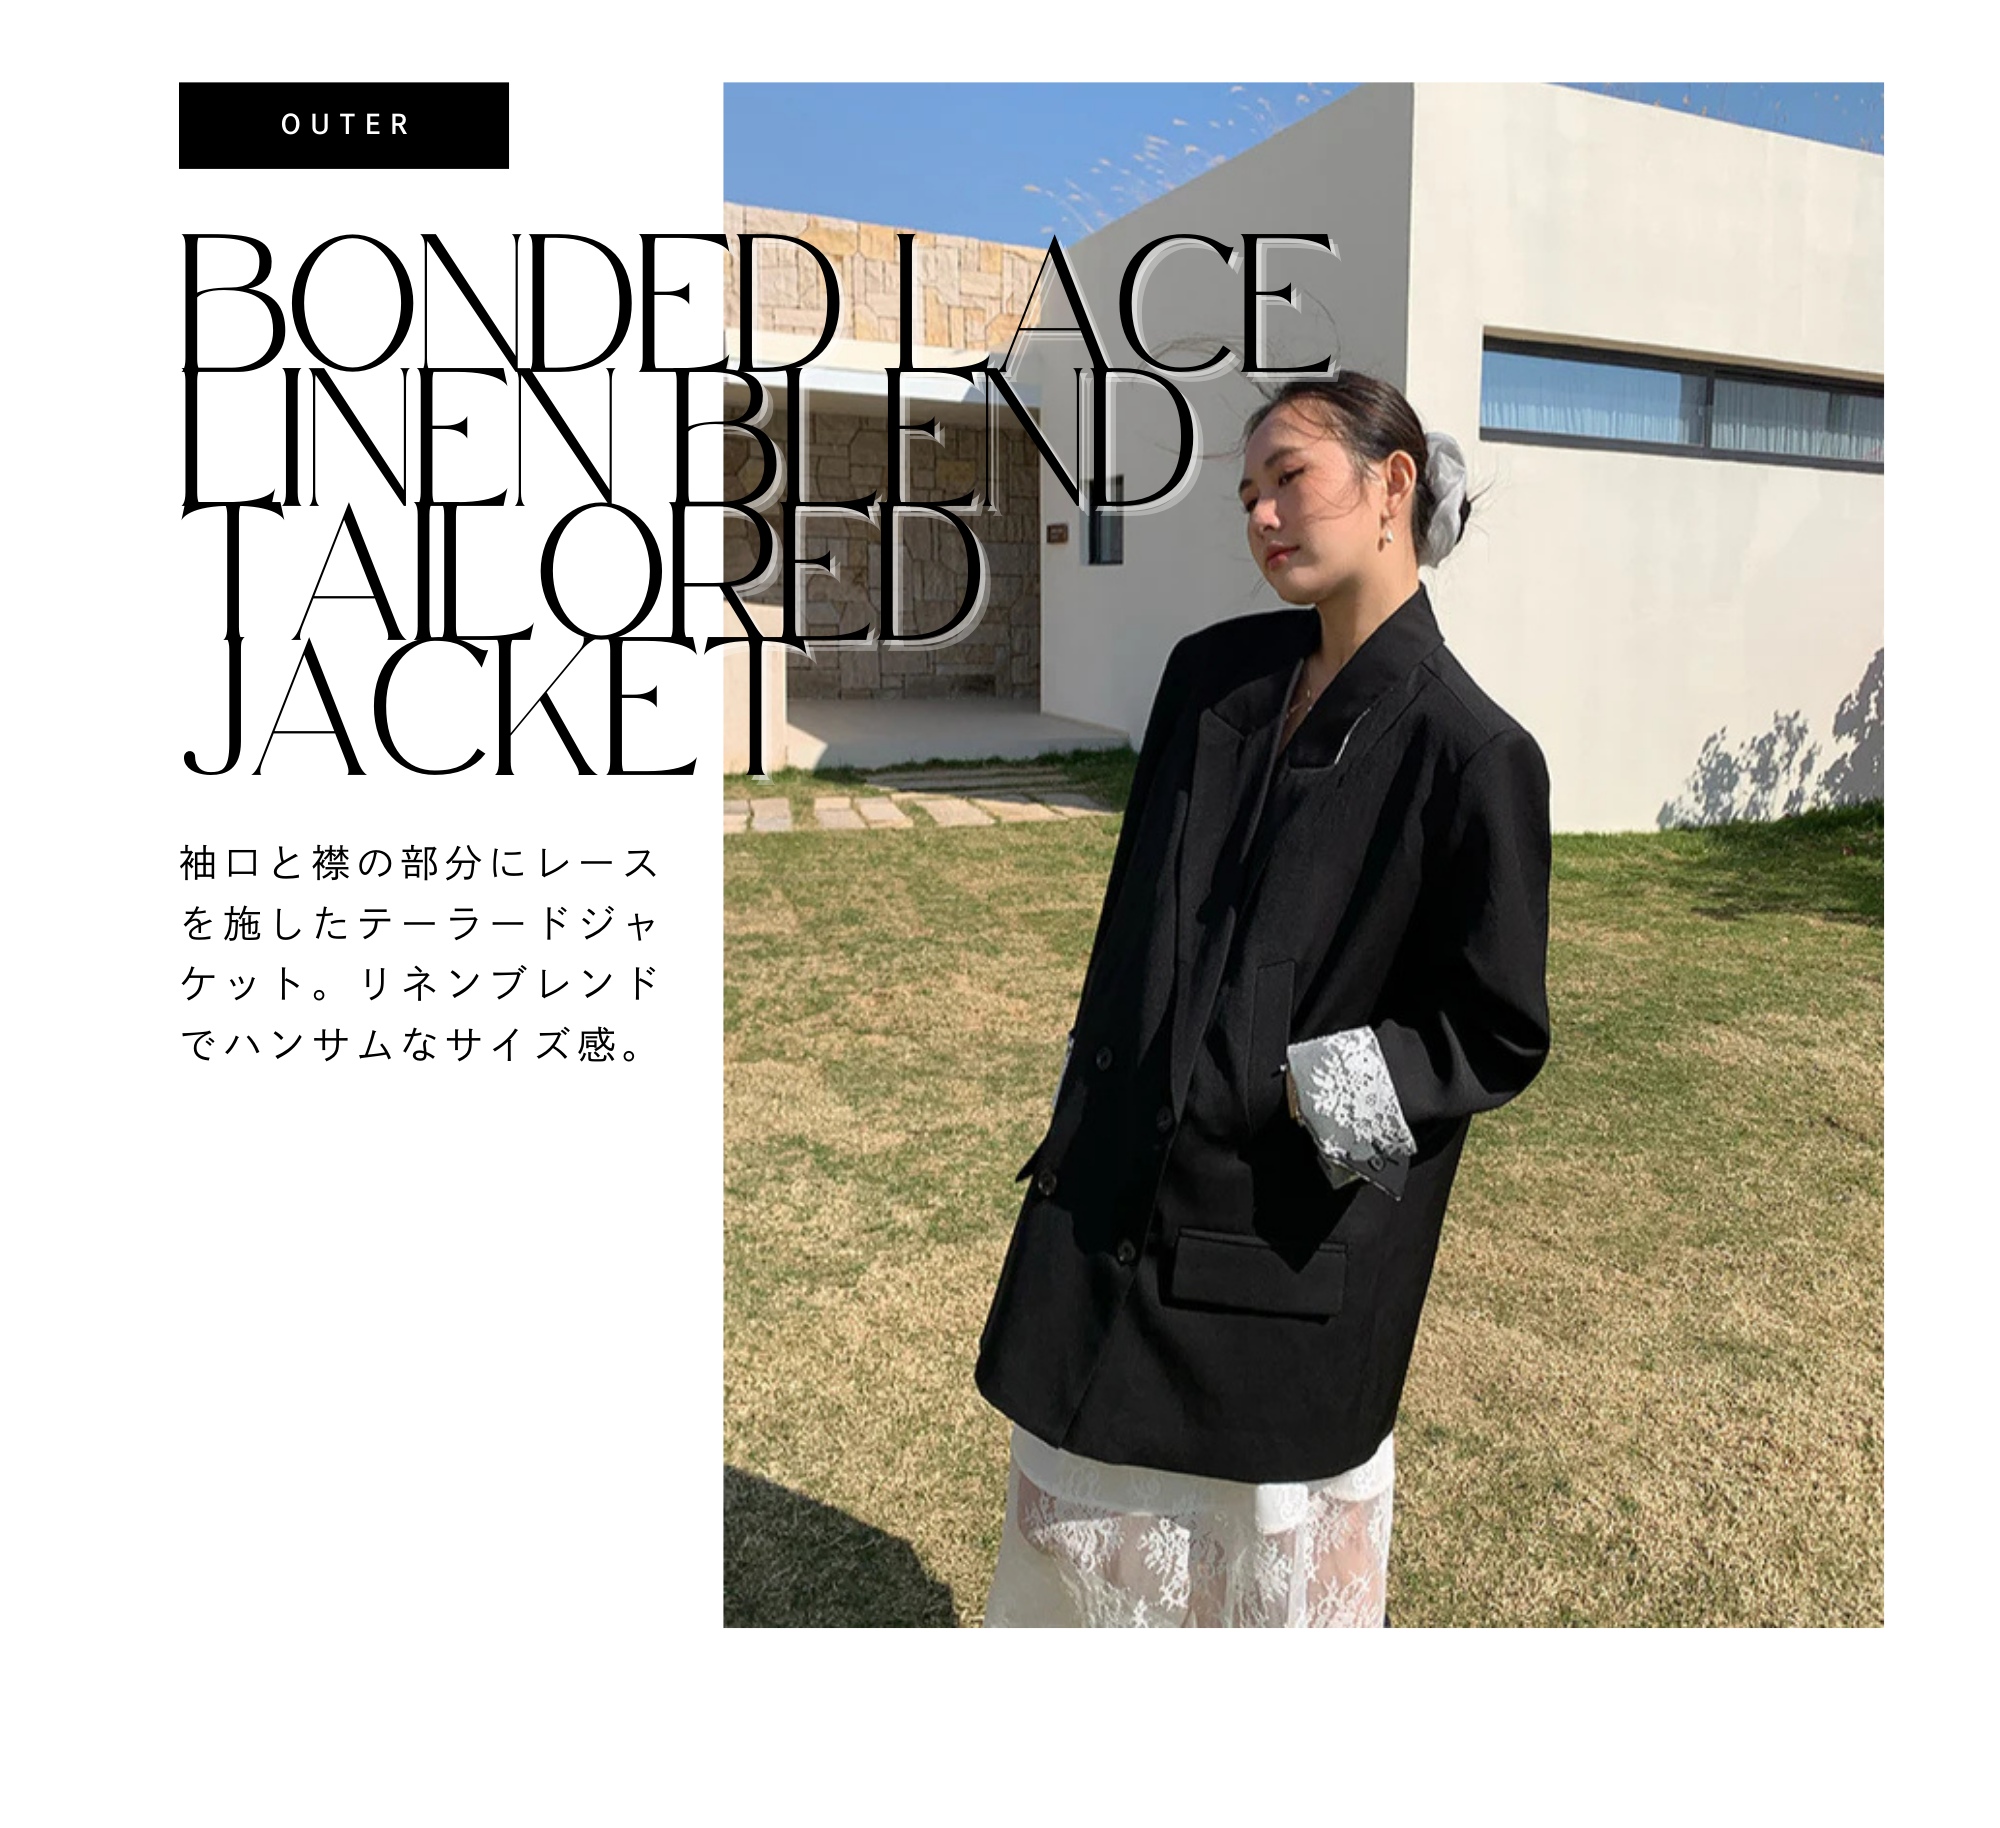 OUTER
BONDED LACE
LINEN BLEND
TAILORED
JACKET
袖口と襟の部分にレース
を施したテーラードジャ
ケット。リネンブレンド
でハンサムなサイズ感。